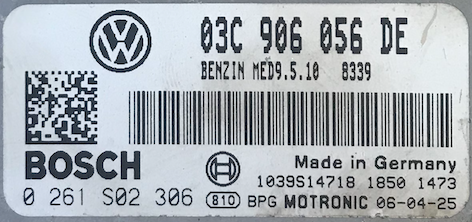 03C 906 056 DE
BENZIN MED9.5.10 8339
BOSCH
Made in Germany
1039S14718 1850 1473
0 261 S02 306 810 BPG MOTRONIC 06-04-25